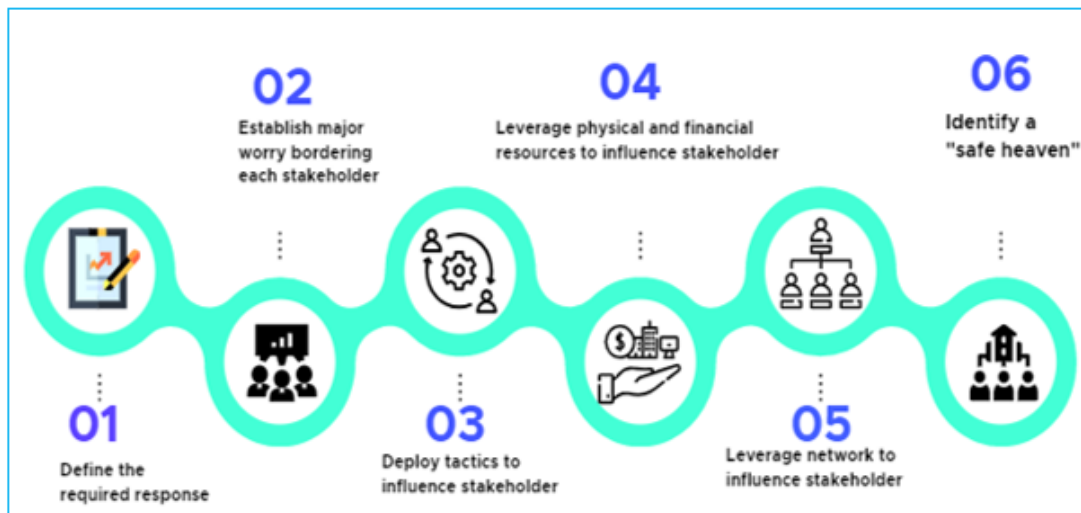 01
Define the
required response
02
Establish major
worry bordering
each stakeholder
03
Deploy tactics to
influence stakeholder
04
Leverage physical and financial
resources to influence stakeholder
05
Leverage network to
influence stakeholder
06
Identify a
"safe heaven"
$